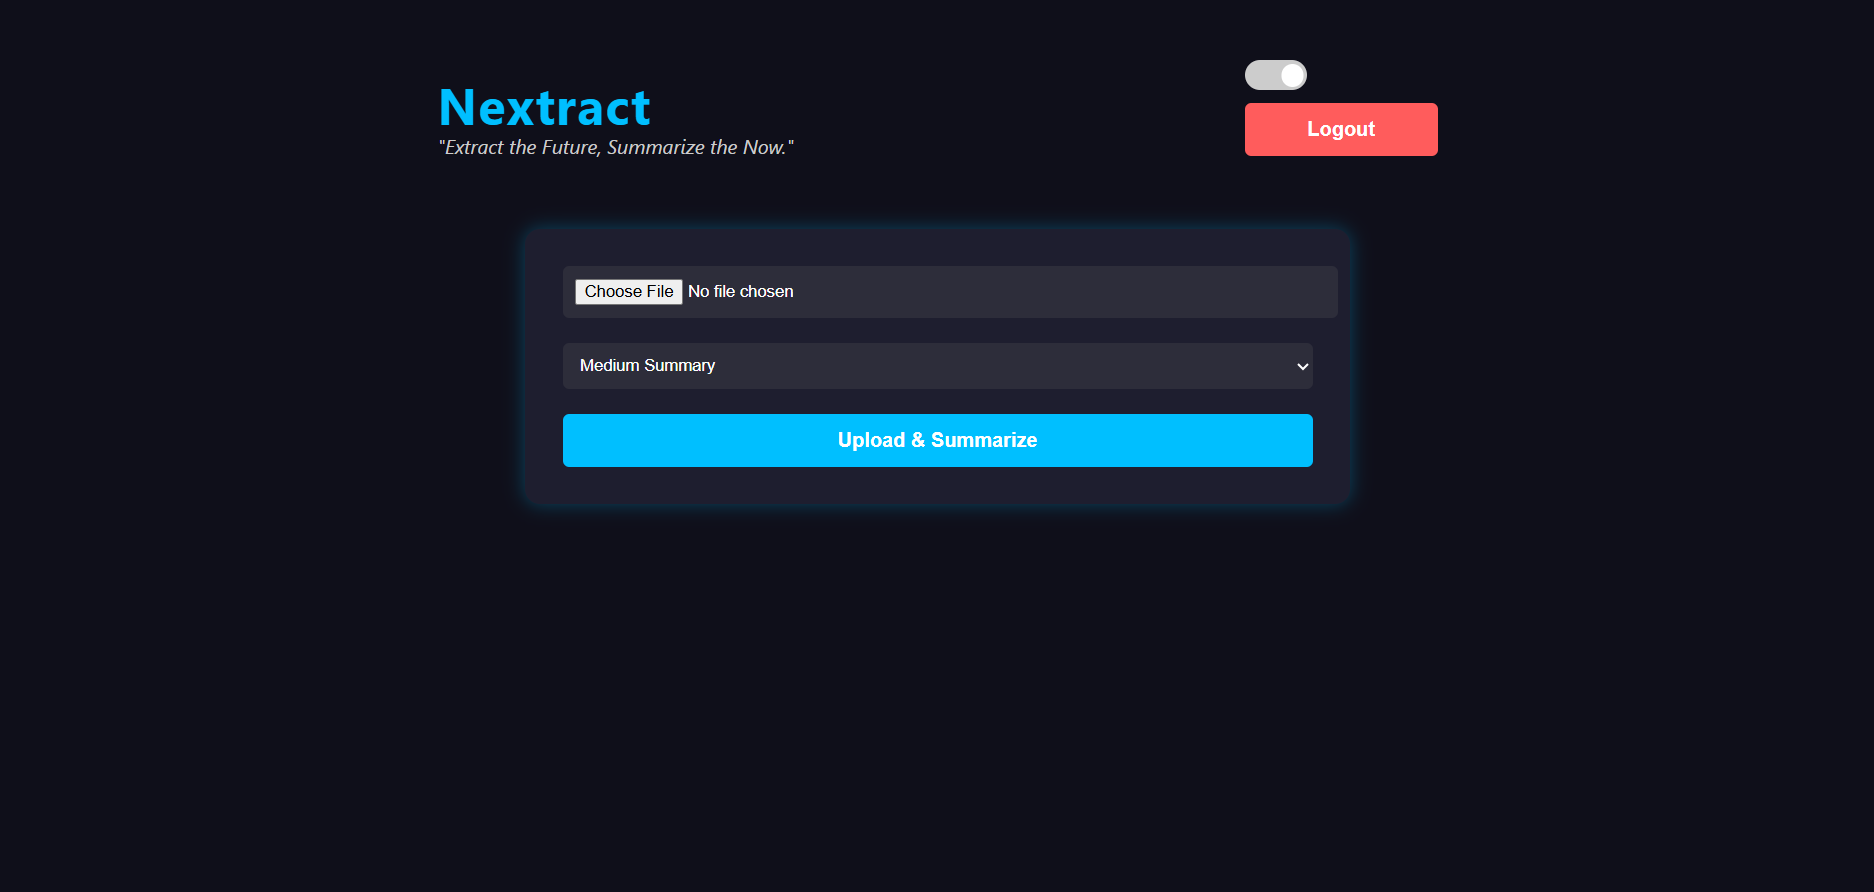 Nextract
"Extract the Future, Summarize the Now."
Logout
Choose File No file chosen
Medium Summary
Upload & Summarize